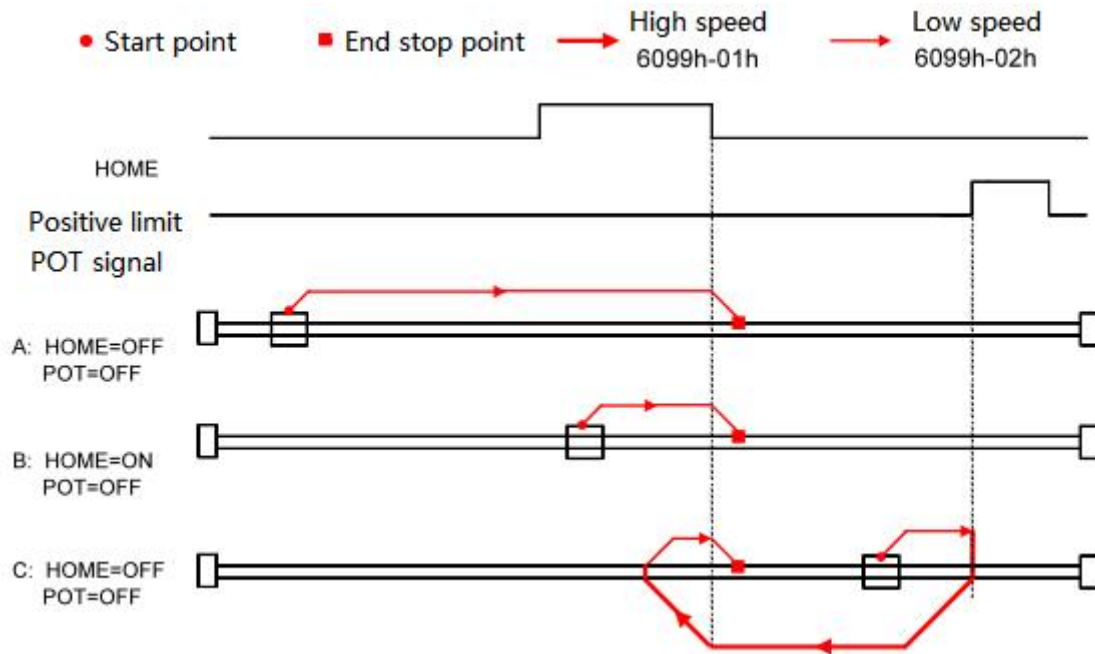 Start point
End stop point
High speed
6099h-01h
Low speed
6099h-02h
HOME
Positive limit
POT signal
A: HOME=OFF
POT=OFF
B: HOME=ON
POT=OFF
C: HOME=OFF
POT=OFF